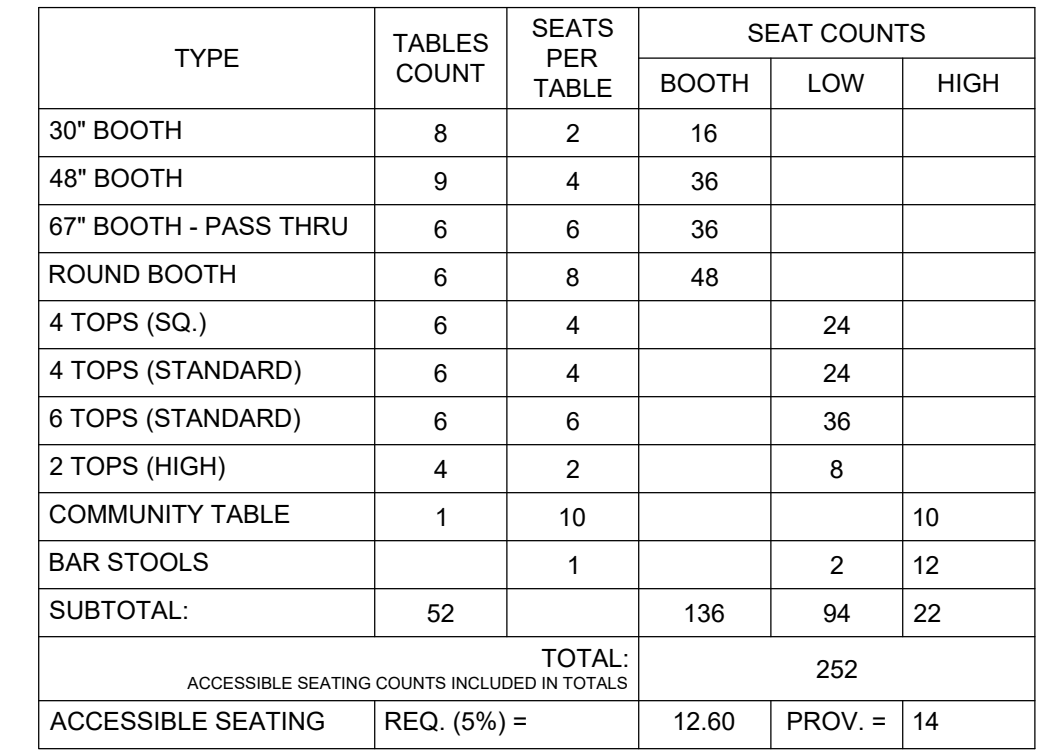 TYPE TABLES COUNT SEATS PER TABLE SEAT COUNTS
BOOTH LOW HIGH
30" BOOTH 8 2 16
48" BOOTH 9 4 36
67" BOOTH - PASS THRU 6 6 36
ROUND BOOTH 6 8 48
4 TOPS (SQ.) 6 4 24
4 TOPS (STANDARD) 6 4 24
6 TOPS (STANDARD) 6 6 36
2 TOPS (HIGH) 4 2 8
COMMUNITY TABLE 1 10 10
BAR STOOLS 1 2 12
SUBTOTAL: 52 136 94 22
TOTAL: 252
ACCESSIBLE SEATING COUNTS INCLUDED IN TOTALS
ACCESSIBLE SEATING REQ. (5%) = 12.60 PROV. = 14